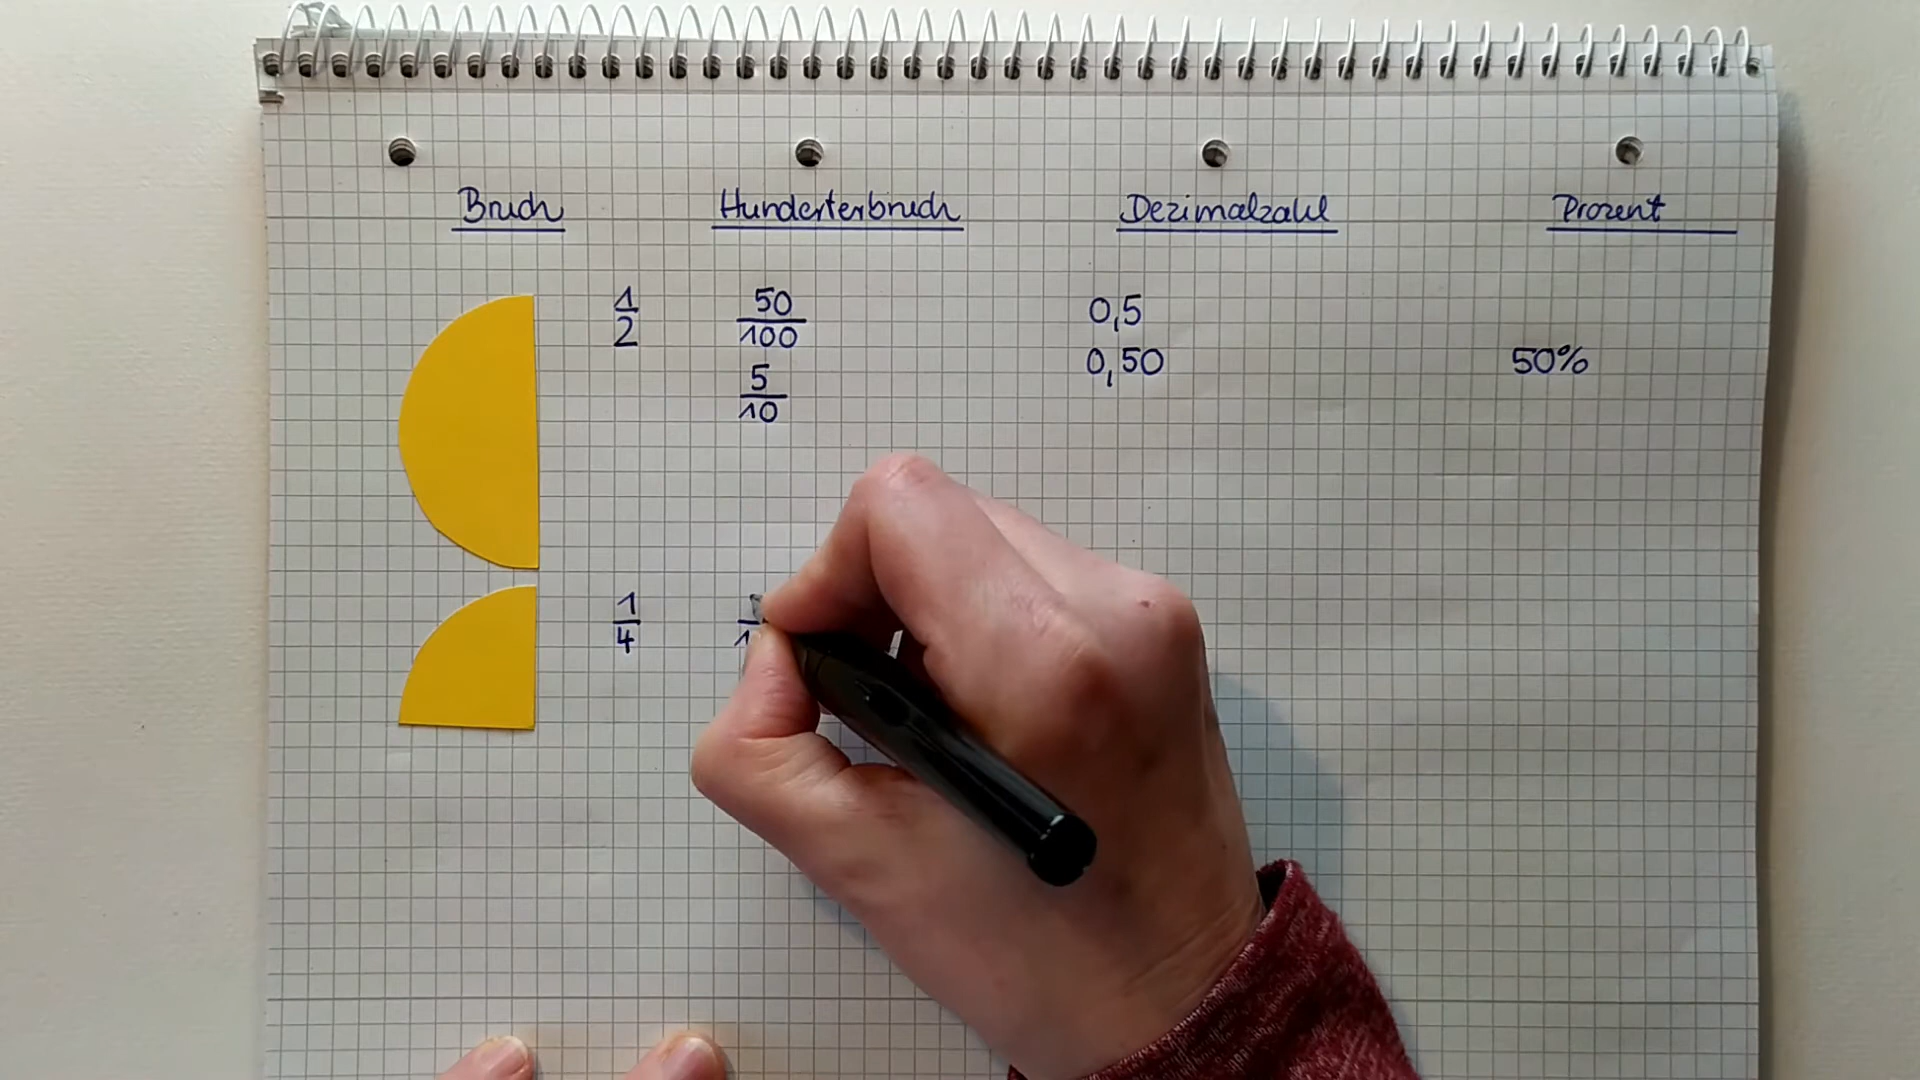 Bruch Hunderterbruch Dezimalzahl Prozent
1/2 50/100 0,5
0,50 50%
5/10
1/4